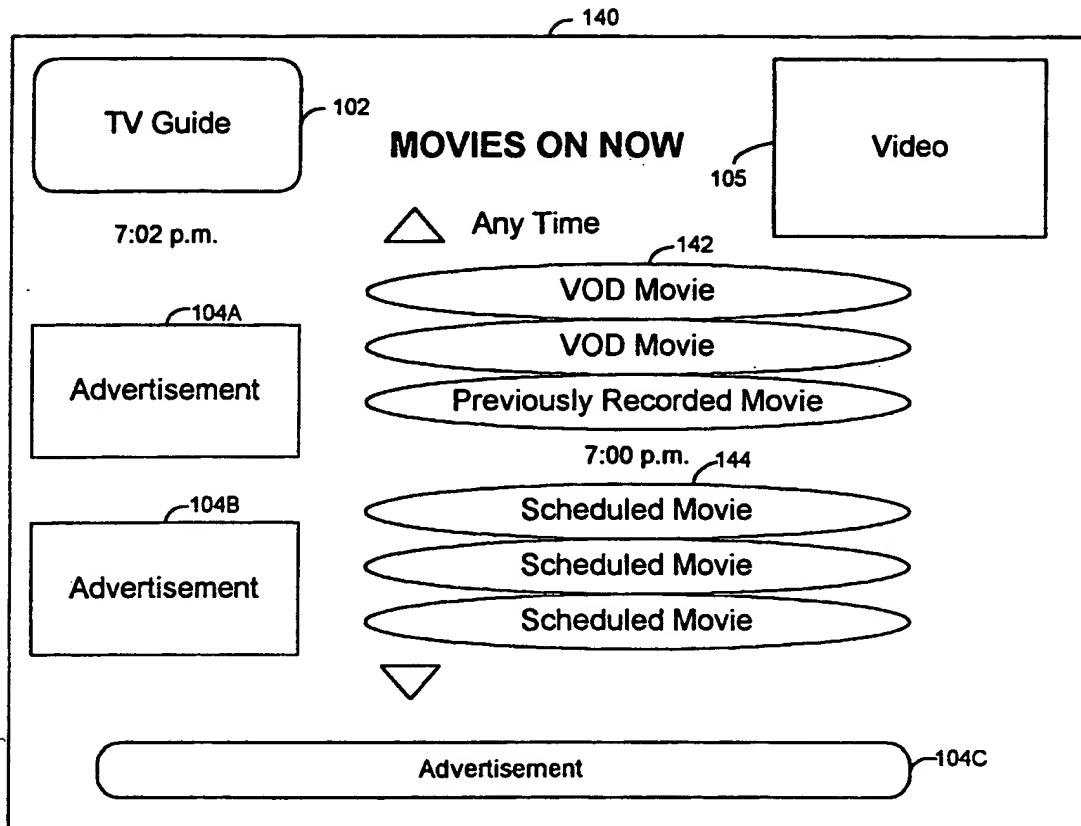 140
TV Guide
102
MOVIES ON NOW
Video
105
7:02 p.m.
Any Time
142
VOD Movie
VOD Movie
Previously Recorded Movie
104A
Advertisement
7:00 p.m.
144
Scheduled Movie
Scheduled Movie
Scheduled Movie
104B
Advertisement
Advertisement
104C